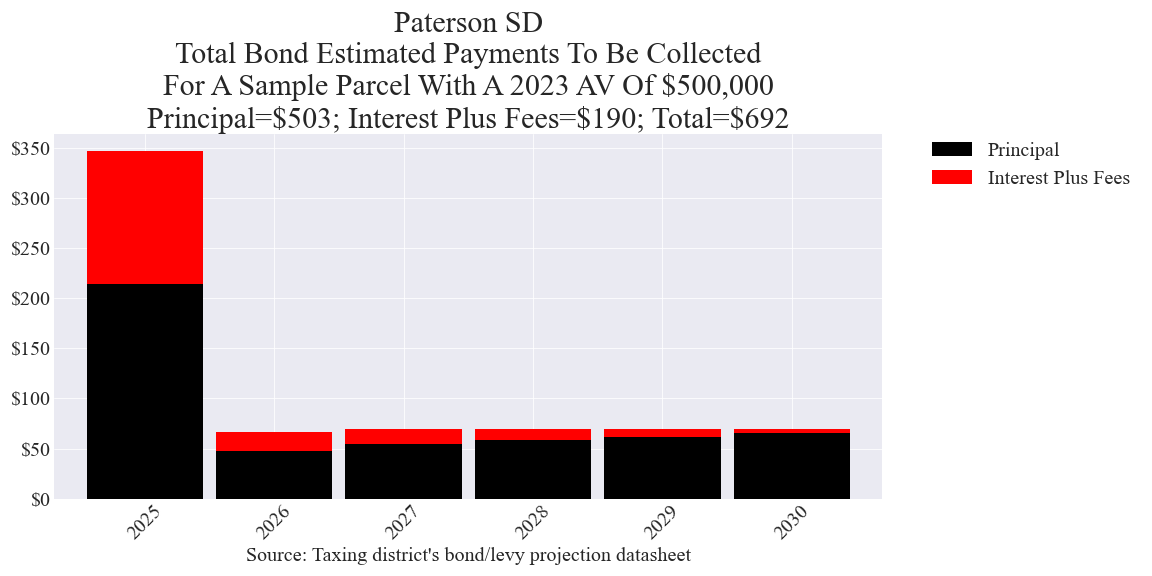 Paterson SD
Total Bond Estimated Payments To Be Collected
For A Sample Parcel With A 2023 AV Of $500,000
Principal=$503; Interest Plus Fees=$190; Total=$692
$350
$300
$250
$200
$150
$100
$50
$0
2025
2026
2027
2028
2029
2030
Source: Taxing district's bond/levy projection datasheet
Principal
Interest Plus Fees